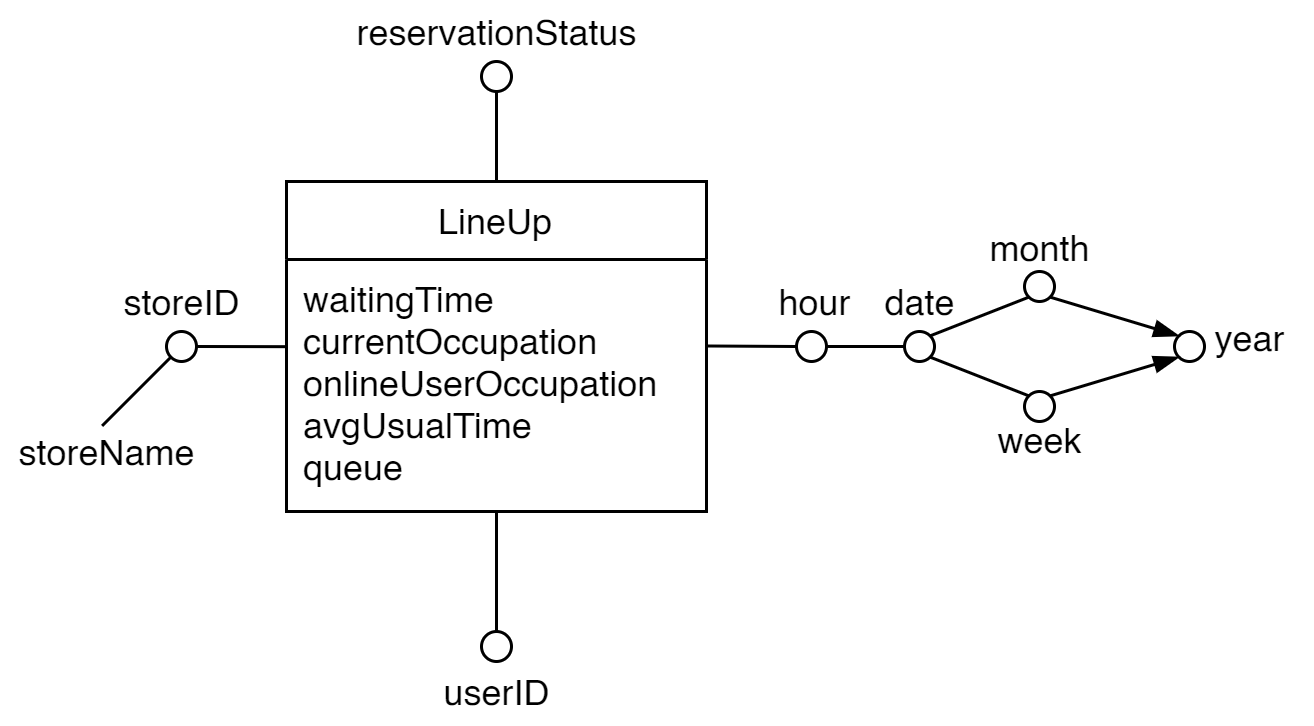 reservationStatus
LineUp
waitingTime
currentOccupation
onlineUserOccupation
avgUsualTime
queue
storeID
storeName
hour
date
month
week
year
userID